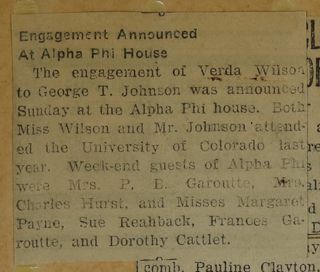 Engagement Announced
At Alpha Phi House
The engagement of Verda Wilson
to George T. Johnson was announced
Sunday at the Alpha Phi house. Both
Miss Wilson and Mr. Johnson attend-
ed the University of Colorado last
year. Week-end guests of Alpha Phi
were Mrs. P. B. Garoutte, Mrs.
Charles Hurst, and Misses Margaret
Payne, Sue Reahback, Frances Ga-
routte, and Dorothy Cattlet.
comb, Pauline Clayton,